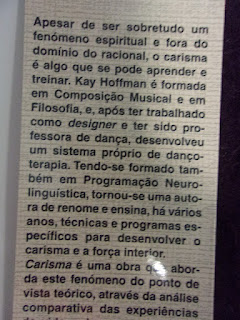 Apesar de ser sobretudo um
fenómeno espiritual e fora do
domínio do racional, o carisma
é algo que se pode aprender e
treinar. Kay Hoffman é formada
em Composição Musical e em
Filosofia, e, após ter trabalhado
como designer e ter sido pro-
fessora de dança, desenvolveu
um sistema próprio de danço-
terapia. Tendo-se formado tam-
bém em Programação Neuro-
linguística, tornou-se uma auto-
ra de renome e ensina, há vários
anos, técnicas e programas es-
pecíficos para desenvolver o
carisma e a força interior.
Carisma é uma obra que abor-
da este fenómeno do ponto de
vista teórico, através da análise
comparativa das experiências